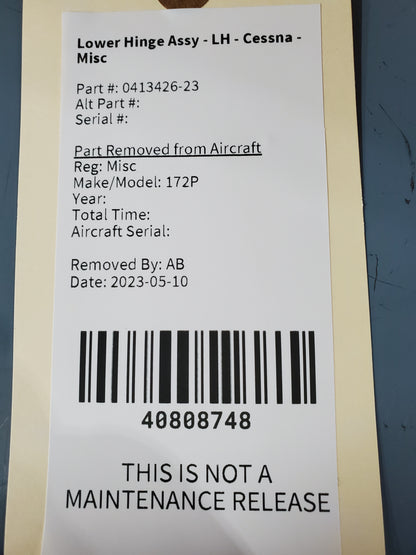 Lower Hinge Assy - LH - Cessna -
Misc
Part #: 0413426-23
Alt Part #:
Serial #:
Part Removed from Aircraft
Reg: Misc
Make/Model: 172P
Year:
Total Time:
Aircraft Serial:
Removed By: AB
Date: 2023-05-10
40808748
THIS IS NOT A
MAINTENANCE RELEASE